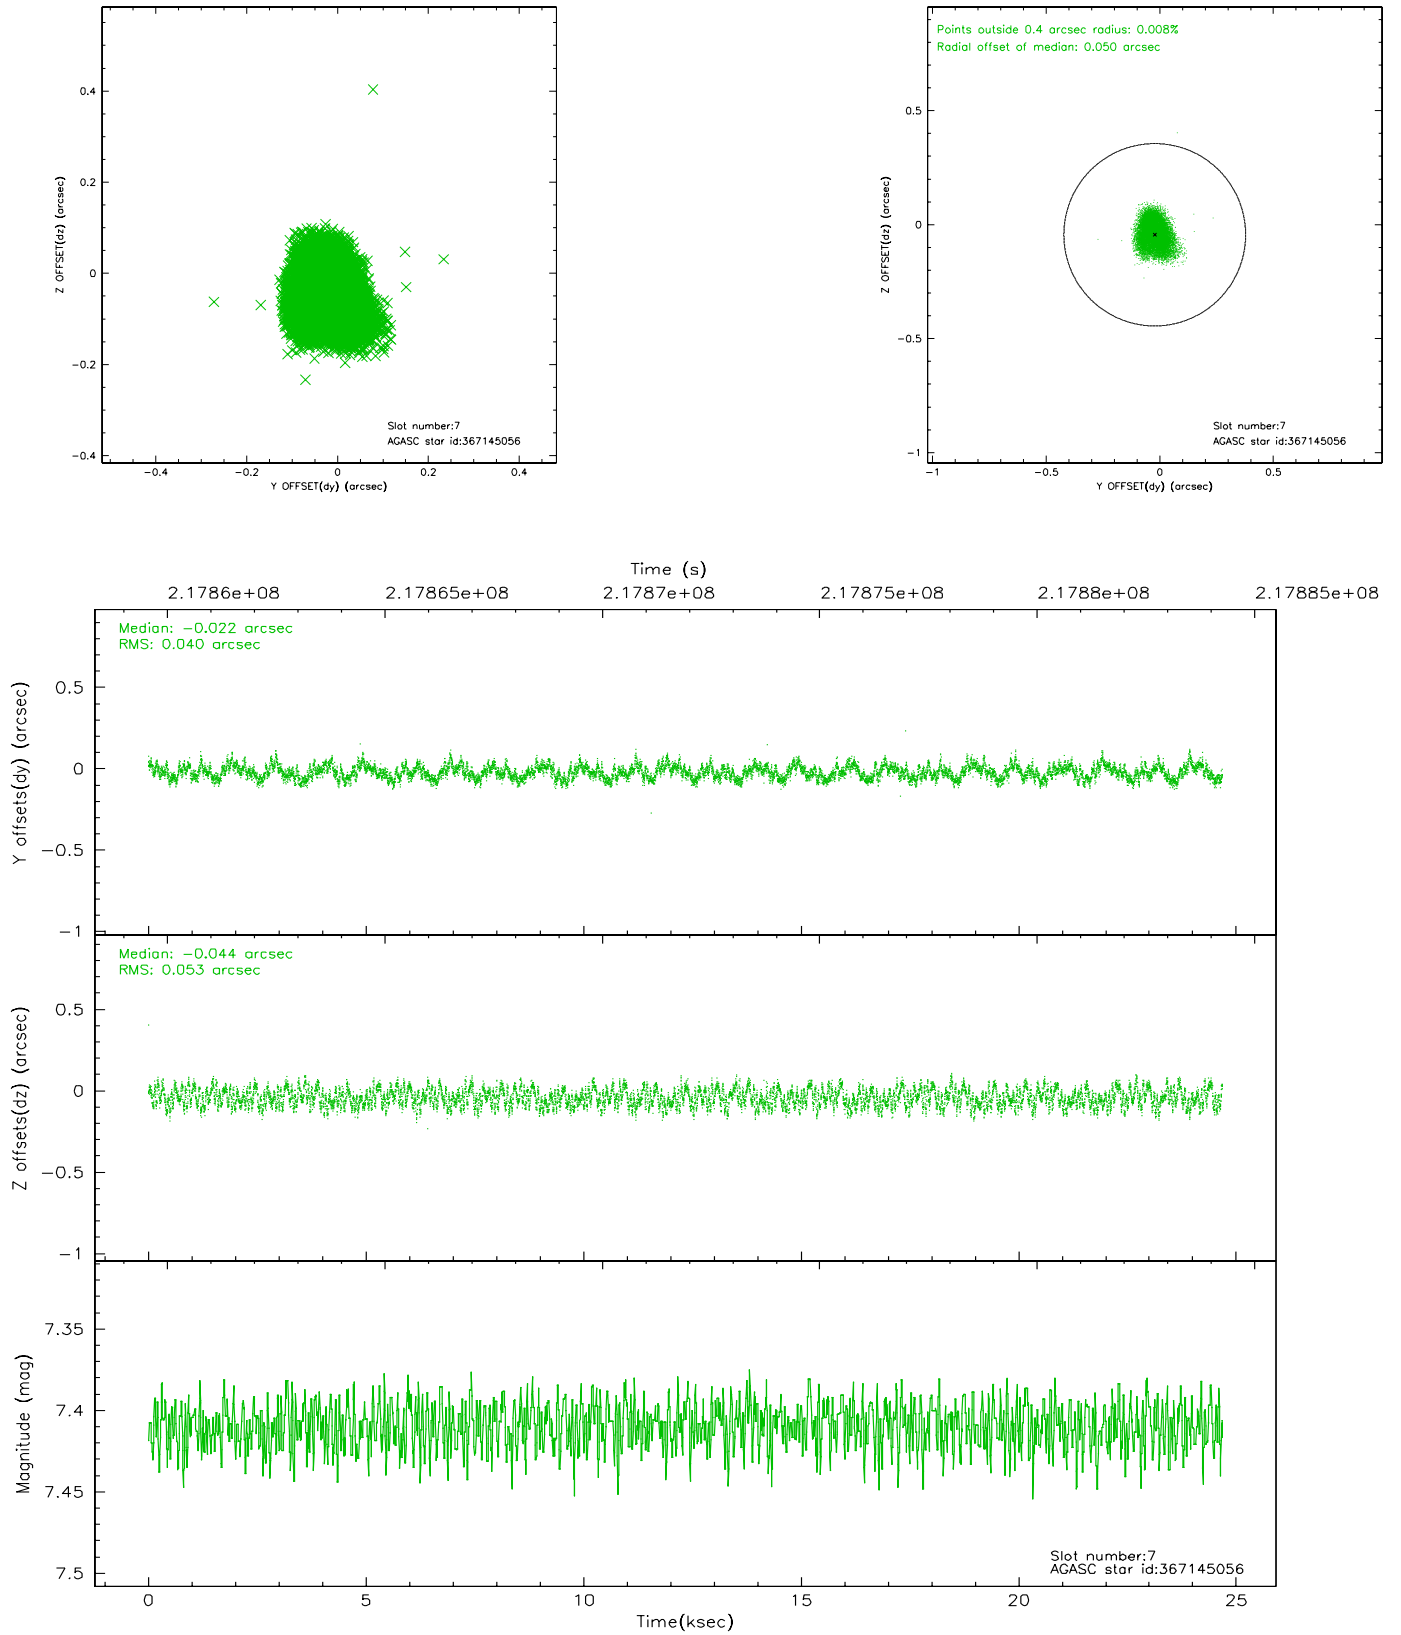 0.4
0.2
0
−0.2
−0.4
Z OFFSET(dz) (arcsec)
−0.4
−0.2
0
0.2
0.4
Y OFFSET(dy) (arcsec)
Slot number:7
AGASC star id:367145056
Points outside 0.4 arcsec radius: 0.008%
Radial offset of median: 0.050 arcsec
0.5
0
−0.5
−1
Z OFFSET(dz) (arcsec)
−1
−0.5
0
0.5
Y OFFSET(dy) (arcsec)
Slot number:7
AGASC star id:367145056
Time (s)
2.1786e+08
2.17865e+08
2.1787e+08
2.17875e+08
2.1788e+08
2.17885e+08
Median: −0.022 arcsec
RMS: 0.040 arcsec
0.5
0
−0.5
−1
Y offsets(dy) (arcsec)
Median: −0.044 arcsec
RMS: 0.053 arcsec
0.5
0
−0.5
−1
Z offsets(dz) (arcsec)
7.35
7.4
7.45
7.5
Magnitude (mag)
Slot number:7
AGASC star id:367145056
0
5
10
15
20
25
Time(ksec)